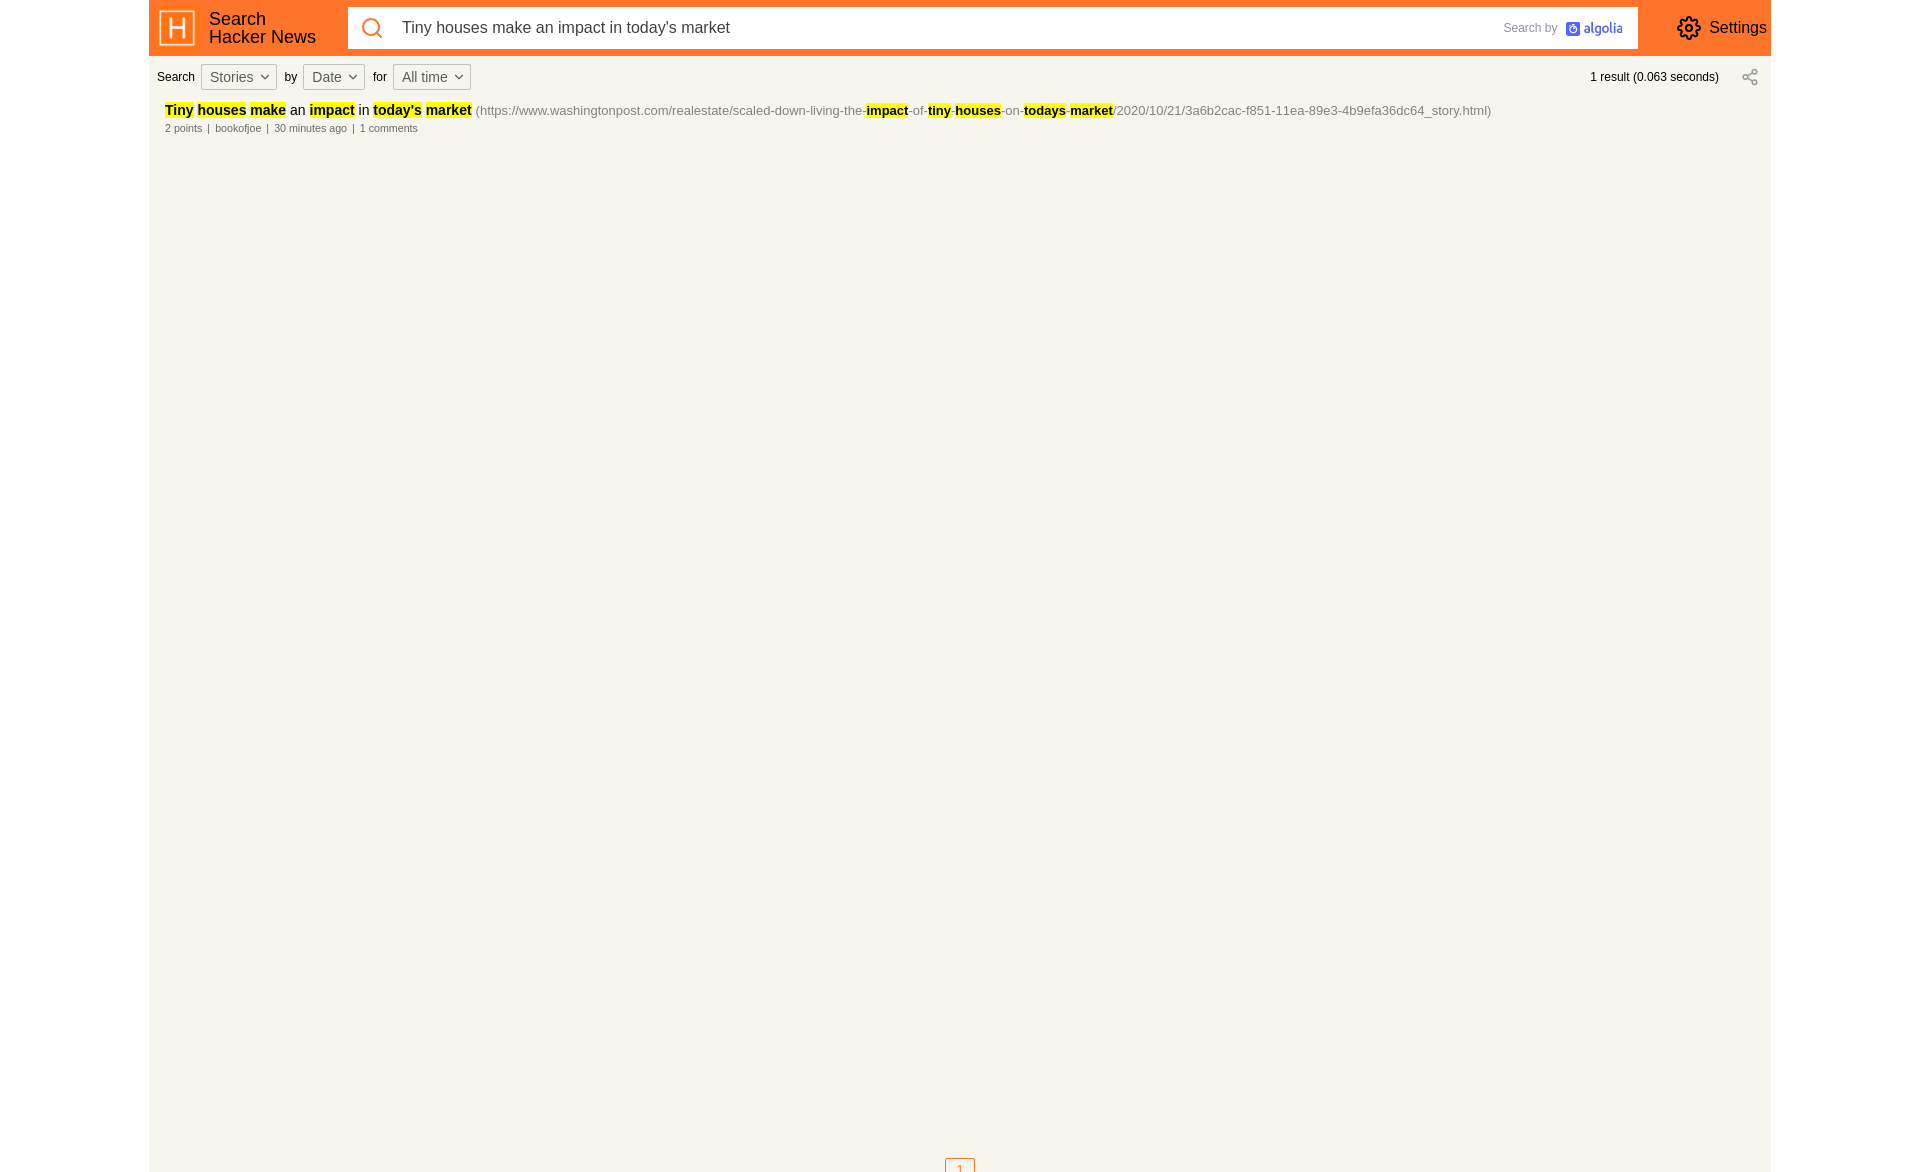 Search
Hacker News
Tiny houses make an impact in today's market
Search by algolia
Settings
Search Stories by Date for All time
1 result (0.063 seconds)
Tiny houses make an impact in today's market (https://www.washingtonpost.com/realestate/scaled-down-living-the-impact-of-tiny-houses-on-todays-market/2020/10/21/3a6b2cac-f851-11ea-89e3-4b9efa36dc64_story.html)
2 points | bookofjoe | 30 minutes ago | 1 comments
1